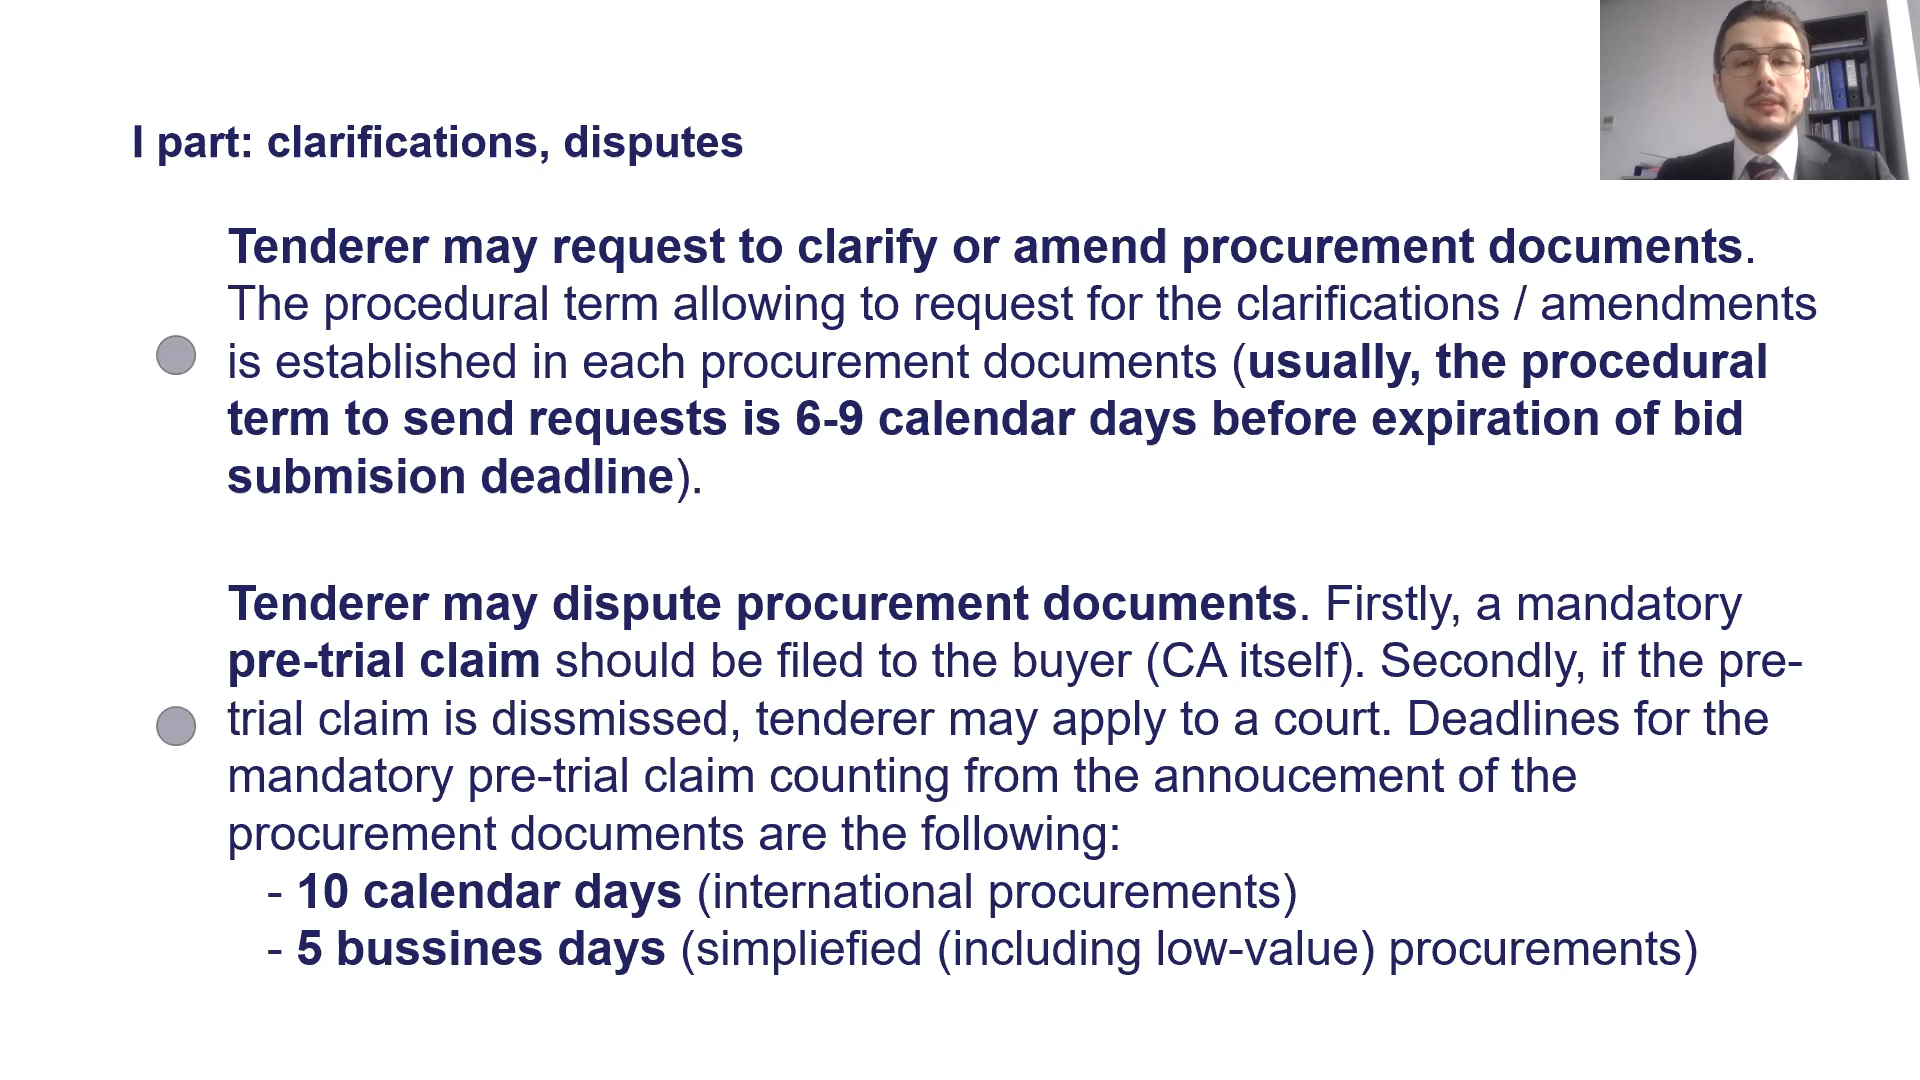 I part: clarifications, disputes
Tenderer may request to clarify or amend procurement documents.
The procedural term allowing to request for the clarifications / amendments
is established in each procurement documents (usually, the procedural
term to send requests is 6-9 calendar days before expiration of bid
submision deadline).
Tenderer may dispute procurement documents. Firstly, a mandatory
pre-trial claim should be filed to the buyer (CA itself). Secondly, if the pre-
trial claim is dissmissed, tenderer may apply to a court. Deadlines for the
mandatory pre-trial claim counting from the annoucement of the
procurement documents are the following:
- 10 calendar days (international procurements)
- 5 bussines days (simpliefied (including low-value) procurements)